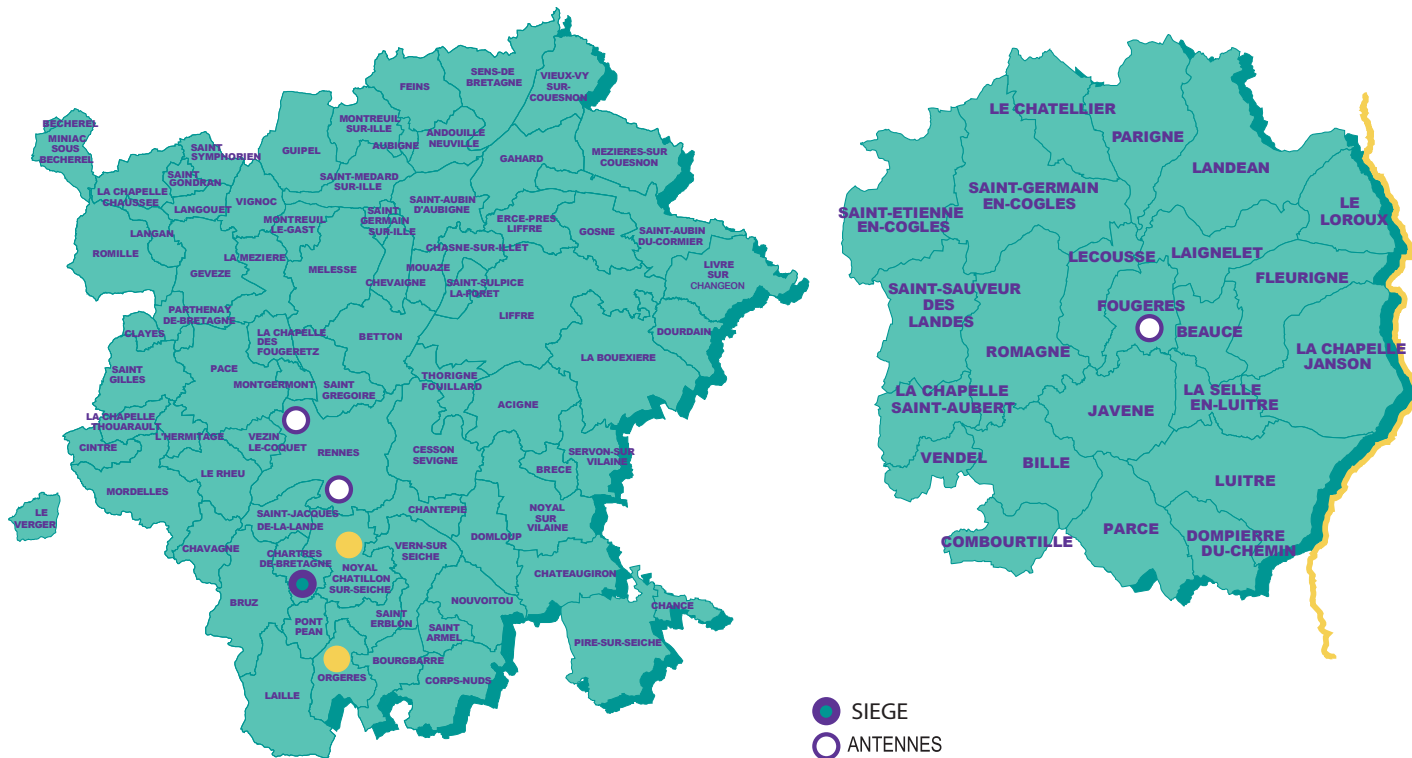 SENS-DE
BRETAGNE
VIEUX-VY
SUR-
COUESNON
FEINS
BECHEREL
MINIAC
SOUS
BECHEREL
MONTREUIL
SUR-ILLE
ANDOUILLE
NEUVILLE
AUBIGNE
SAINT
SYMPHORIEN
GUIPEL
GAHARD
MEZIERES-SUR
COUESNON
SAINT
GONDRAN
SAINT-MEDARD
SUR-ILLE
LA CHAPELLE
CHAUSSEE
LANGOUET
VIGNOC
SAINT-AUBIN
D'AUBIGNE
MONTREUIL
LE-GAST
SAINT
GERMAIN
SUR-ILLE
ERCE-PRES
LIFFRE
GOSNE
SAINT-AUBIN
DU-CORMIER
LANGAN
ROMILLE
LA MEZIERE
GEVEZE
MELESSE
CHASNE-SUR-ILLET
MOUAZE
CHEVAIGNE
SAINT-SULPICE
LA-FORET
LIVRE
SUR
CHANGEON
PARTHENAY
DE-BRETAGNE
LIFFRE
DOURDAIN
CLAYES
LA CHAPELLE
DES
FOUGERETZ
BETTON
LA BOUEXIERE
SAINT
GILLES
PACE
MONTGERMONT
SAINT
GREGOIRE
THORIGNE
FOUILLARD
ACIGNE
LA CHAPELLE
THOUARAULT
L'HERMITAGE
VEZIN
LE-COQUET
CINTRE
RENNES
CESSON
SEVIGNE
SERVON-SUR
VILAINE
BRECE
LE RHEU
MORDELLES
LE
VERGER
SAINT-JACQUES
DE-LA-LANDE
CHANTEPIE
NOYAL
SUR
VILAINE
DOMLOUP
CHAVAGNE
CHARTRES
DE-BRETAGNE
VERN-SUR
SEICHE
NOYAL
CHATILLON
SUR-SEICHE
CHATEAUGIRON
BRUZ
NOUVOITOU
CHANCE
PONT
PEAN
SAINT
ERBLON
SAINT
ARMEL
PIRE-SUR-SEICHE
BOURGBARRE
ORGERES
CORPS-NUDS
LAILLE
LE CHATELLIER
PARIGNE
LANDEAN
SAINT-GERMAIN
EN-COGLES
SAINT-ETIENNE
EN-COGLES
LE
LOROUX
LECOUSSE
LAIGNELET
FLEURIGNE
SAINT-SAUVEUR
DES
LANDES
FOUGERES
BEAUCE
ROMAGNE
LA CHAPELLE
JANSON
LA CHAPELLE
SAINT-AUBERT
JAVENE
LA SELLE
EN-LUITRE
VENDEL
BILLE
LUITRE
PARCE
COMBOURTILLE
DOMPIERRE
DU-CHEMIN
SIEGE
ANTENNES